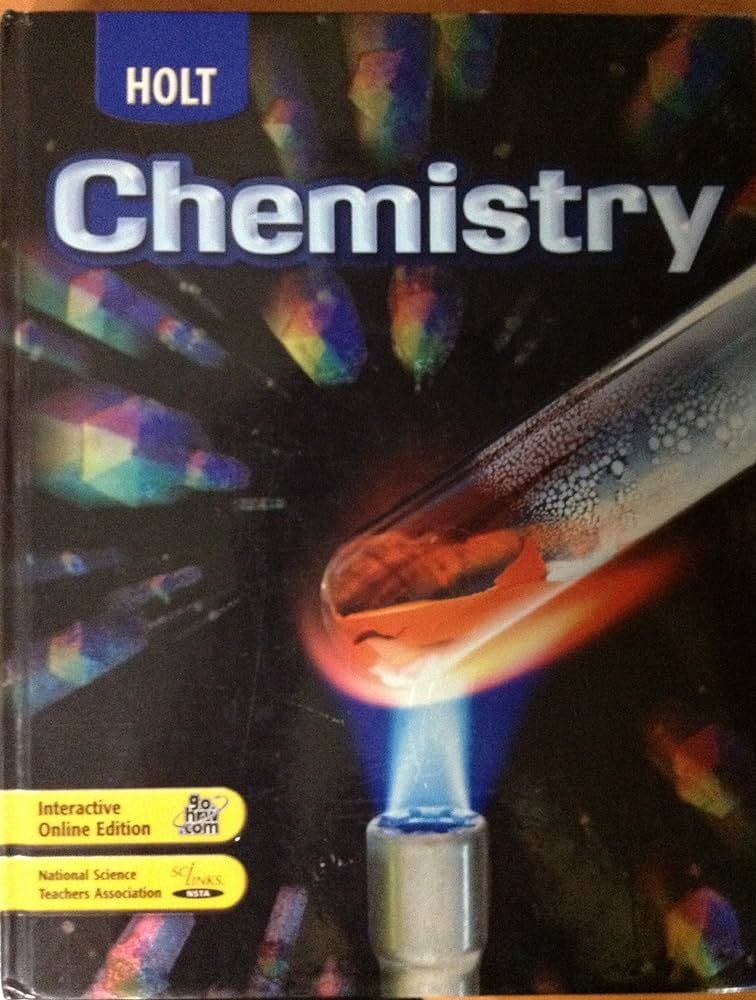 HOLT
Chemistry
Interactive
Online Edition
go.
hrw
.com
National Science
Teachers Association
SCI
LINKS.
NSTA